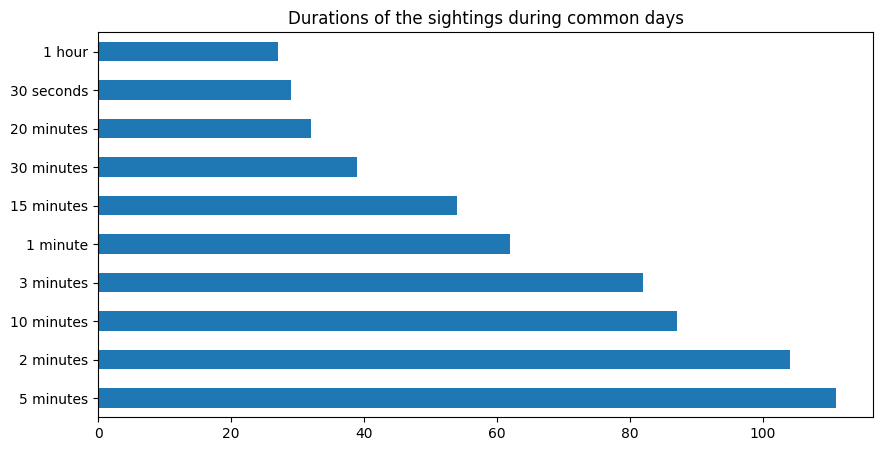 Durations of the sightings during common days
1 hour
30 seconds
20 minutes
30 minutes
15 minutes
1 minute
3 minutes
10 minutes
2 minutes
5 minutes
0 20 40 60 80 100